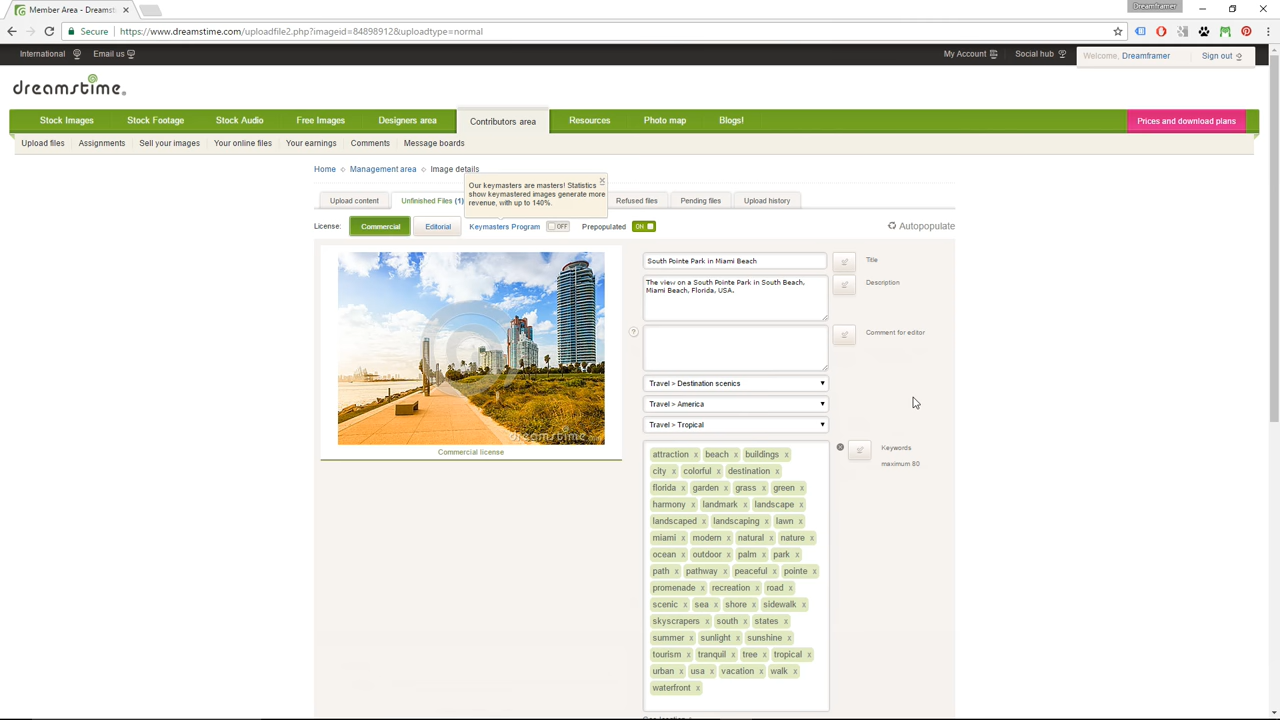 Member Area - Dreamst
Dreamframer
Secure
https://www.dreamstime.com/uploadfile2.php?imageid=84898912&uploadtype=normal
International
Email us
My Account
Social hub
Welcome, Dreamframer
Sign out
dreamstime.
Stock Images
Stock Footage
Stock Audio
Free Images
Designers area
Contributors area
Resources
Photo map
Blogs!
Prices and download plans
Upload files
Assignments
Sell your images
Your online files
Your earnings
Comments
Message boards
Home
Management area
Image details
Our keymasters are masters! Statistics
show keymastered images generate more
revenue, with up to 140%.
x
Upload content
Unfinished Files (1)
Refused files
Pending files
Upload history
License:
Commercial
Editorial
Keymasters Program
OFF
Prepopulated
ON
Autopopulate
South Pointe Park in Miami Beach
Title
The view on a South Pointe Park in South Beach,
Miami Beach, Florida, USA.
Description
?
Comment for editor
dreamstime
Commercial license
Travel > Destination scenics
Travel > America
Travel > Tropical
Keywords
maximum 80
attraction x beach x buildings x
city x colorful x destination x
florida x garden x grass x green x
harmony x landmark x landscape x
landscaped x landscaping x lawn x
miami x modern x natural x nature x
ocean x outdoor x palm x park x
path x pathway x peaceful x pointe x
promenade x recreation x road x
scenic x sea x shore x sidewalk x
skyscrapers x south x states x
summer x sunlight x sunshine x
tourism x tranquil x tree x tropical x
urban x usa x vacation x walk x
waterfront x